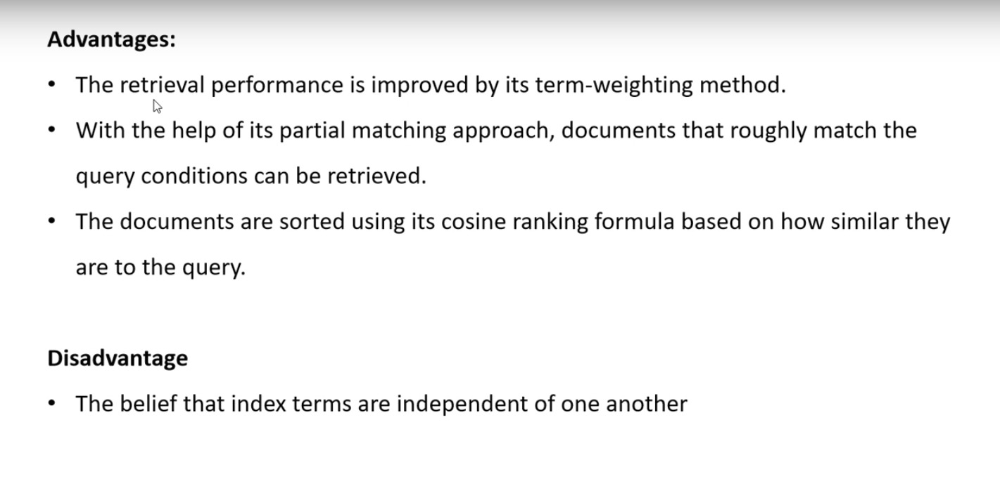 Advantages:
• The retrieval performance is improved by its term-weighting method.
• With the help of its partial matching approach, documents that roughly match the
query conditions can be retrieved.
• The documents are sorted using its cosine ranking formula based on how similar they
are to the query.
Disadvantage
• The belief that index terms are independent of one another